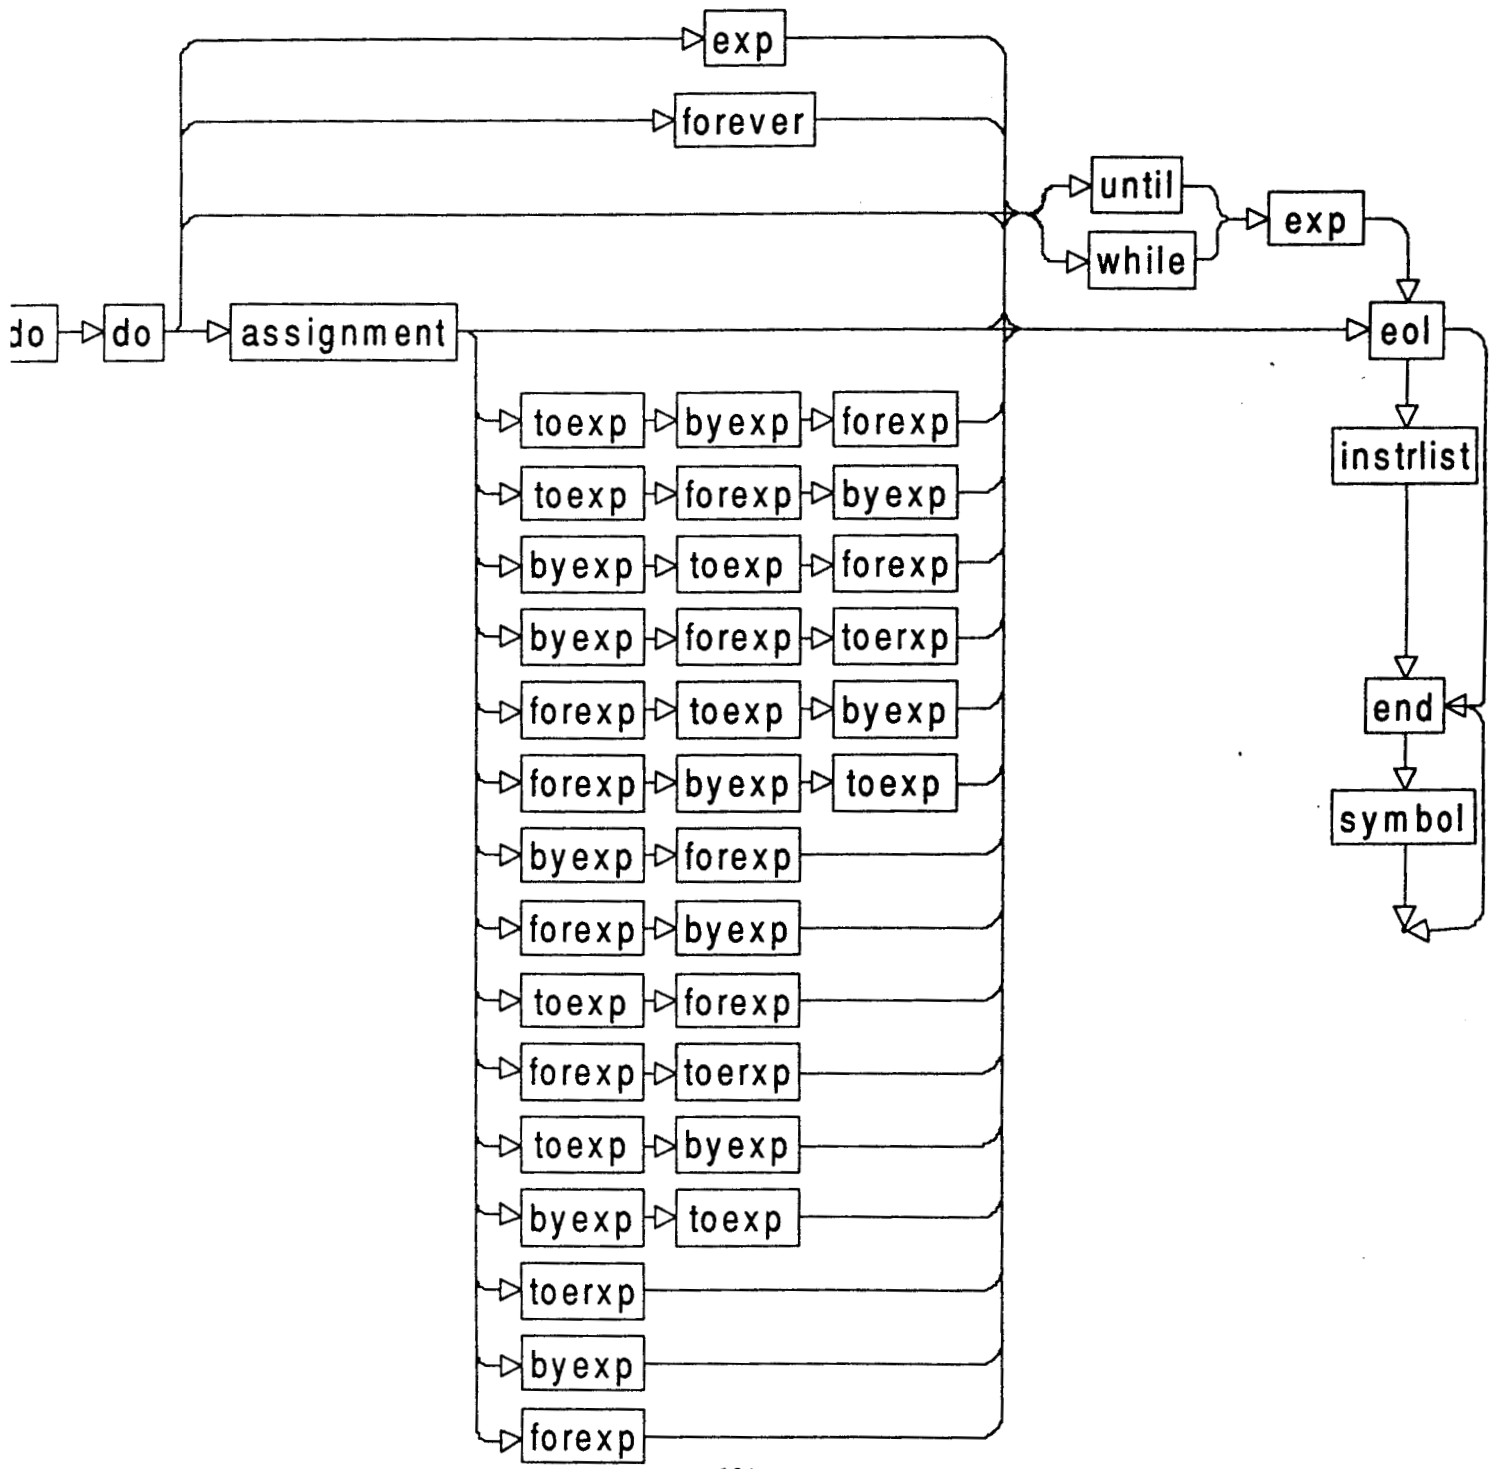 exp
forever
until
while
exp
do do assignment eol
toexp byexp forexp
instrlist
toexp forexp byexp
byexp toexp forexp
byexp forexp toerxp
forexp toexp byexp
end
forexp byexp toexp
symbol
byexp forexp
forexp byexp
toexp forexp
forexp toerxp
toexp byexp
byexp toexp
toerxp
byexp
forexp